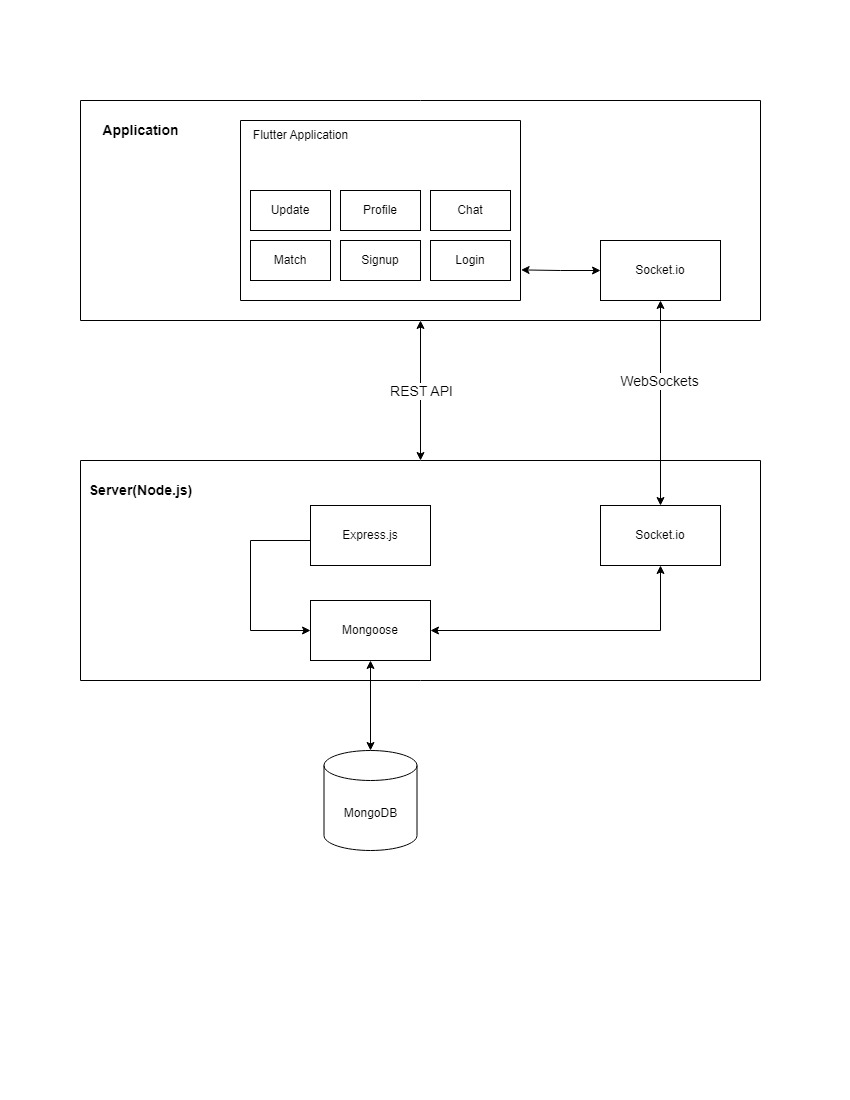 Application
Flutter Application
Update
Profile
Chat
Match
Signup
Login
Socket.io
REST API
WebSockets
Server(Node.js)
Express.js
Socket.io
Mongoose
MongoDB